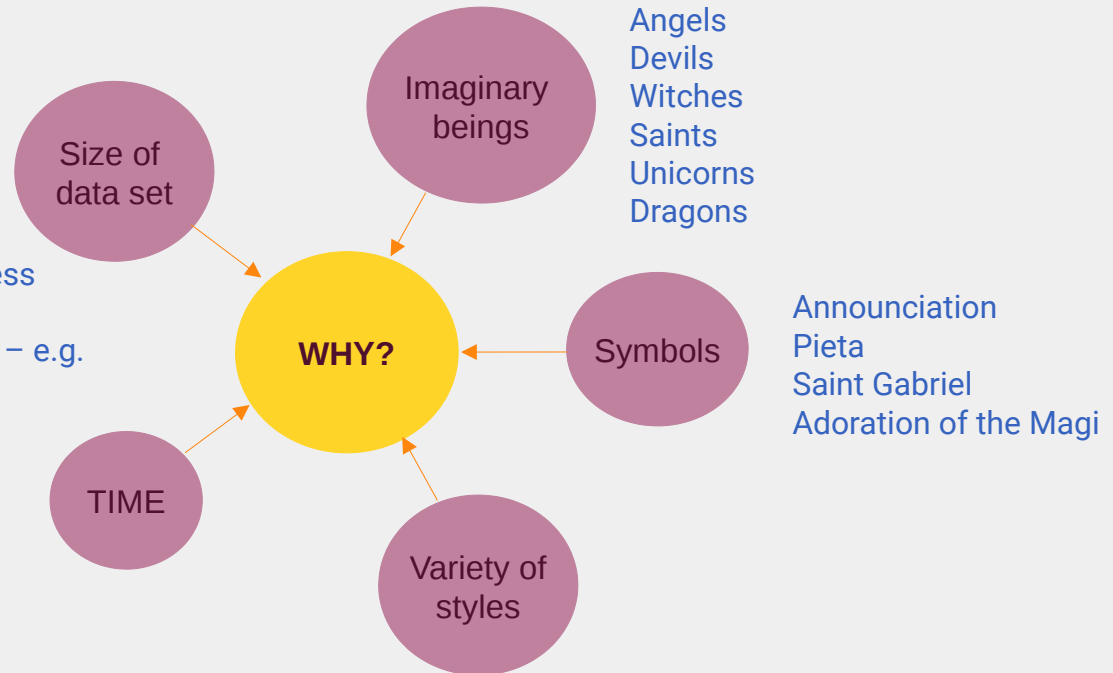 Imaginary
beings
Angels
Devils
Witches
Saints
Unicorns
Dragons
Size of
data set
– e.g.
WHY?
Symbols
Announciation
Pieta
Saint Gabriel
Adoration of the Magi
TIME
Variety of
styles